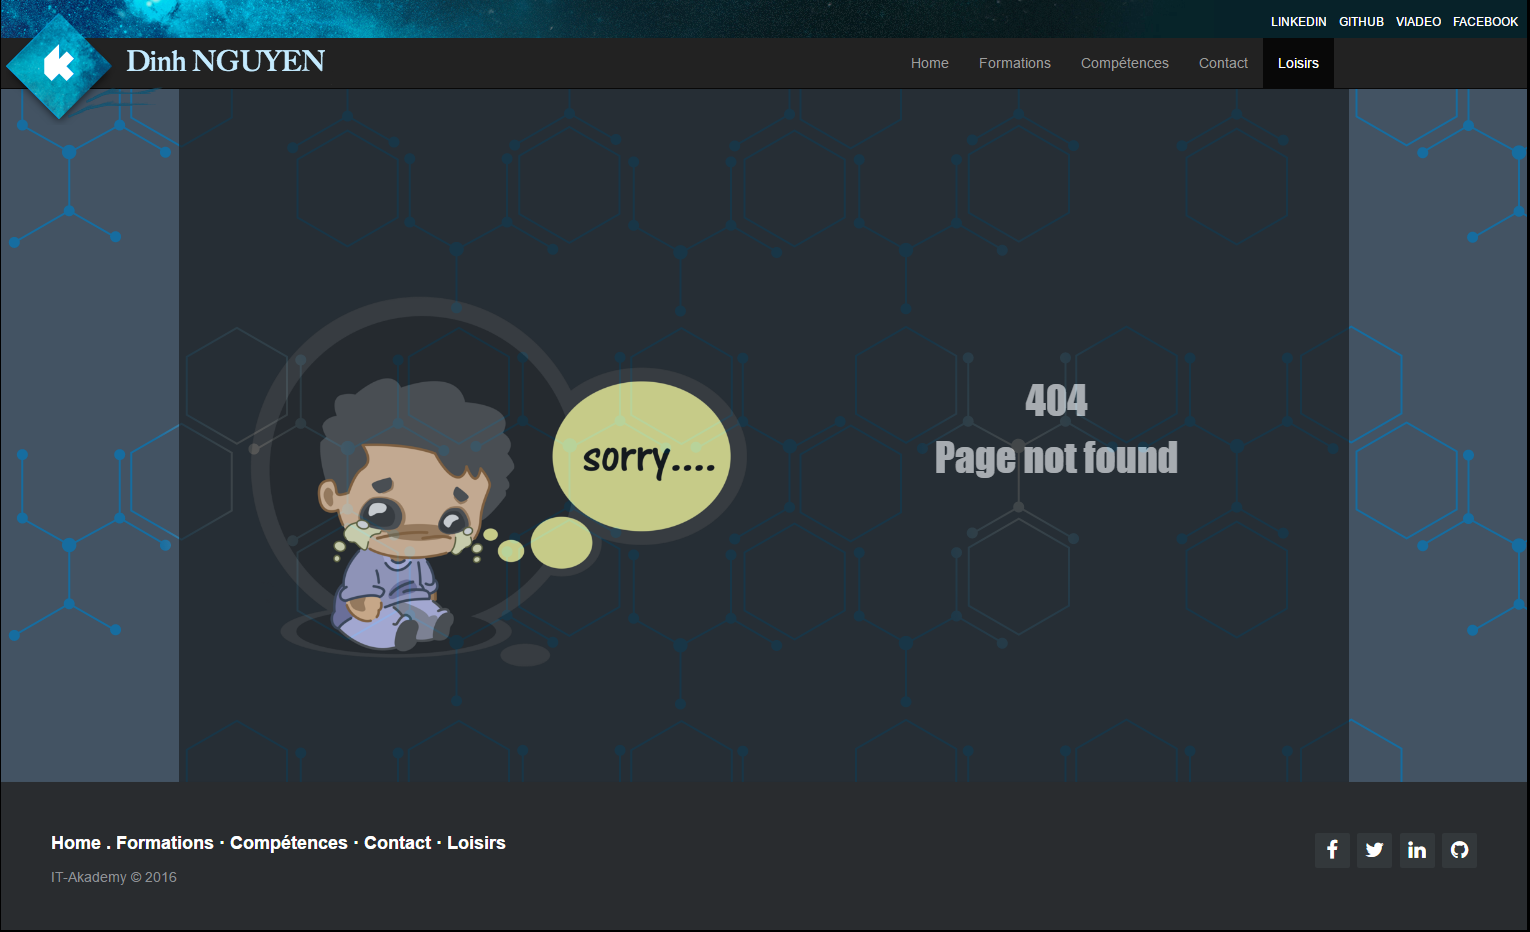 LINKEDIN GITHUB VIADEO FACEBOOK
Dinh NGUYEN
Home Formations Compétences Contact Loisirs
sorry....
404
Page not found
Home . Formations · Compétences · Contact · Loisirs
IT-Akademy © 2016